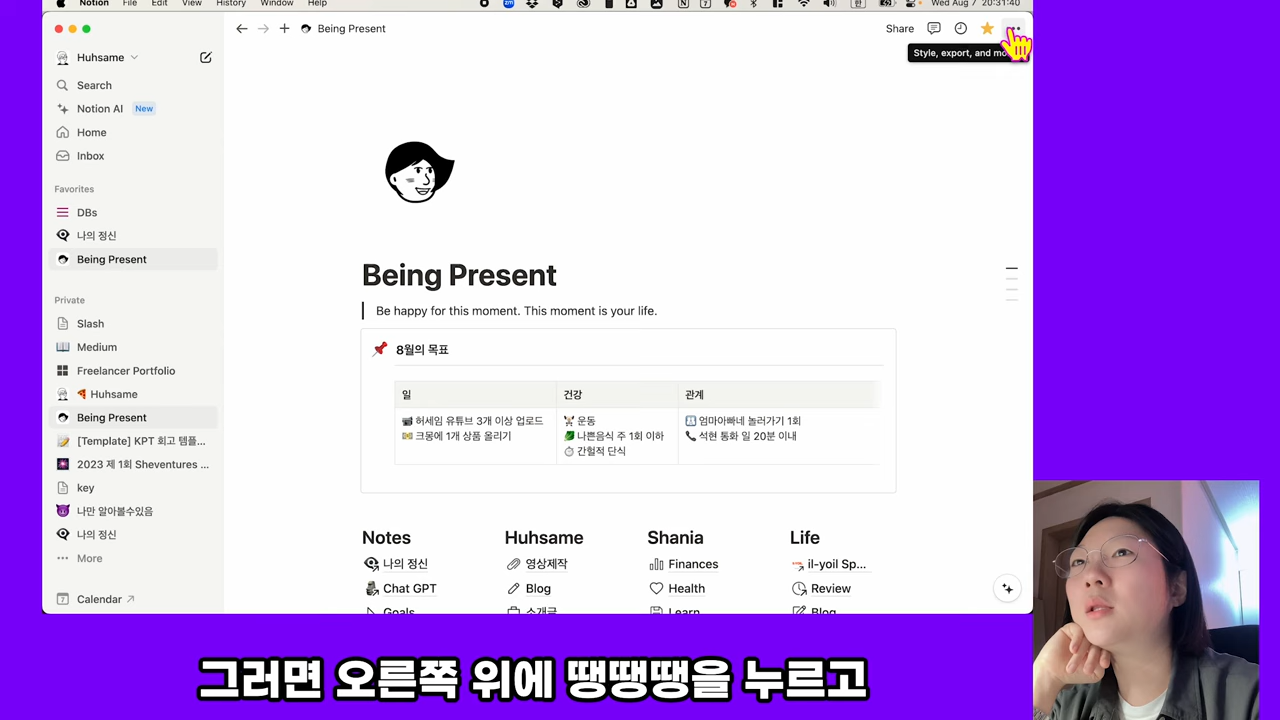 Notion File Edit View History Window Help
Wed Aug 7 20:31:40
Being Present
Share
Style, export, and mo
Huhsame
Search
Notion AI New
Home
Inbox
Favorites
DBs
나의 정신
Being Present
Private
Slash
Medium
Freelancer Portfolio
Huhsame
Being Present
[Template] KPT 회고 템플...
2023 제 1회 Sheventures ...
key
나만 알아볼수있음
나의 정신
More
Calendar
Being Present
Be happy for this moment. This moment is your life.
8월의 목표
일 건강 관계
허세임 유튜브 3개 이상 업로드
크몽에 1개 상품 올리기
운동
나쁜음식 주 1회 이하
간헐적 단식
엄마아빠네 놀러가기 1회
석현 통화 일 20분 이내
Notes
나의 정신
Chat GPT
Goals
Huhsame
영상제작
Blog
소개글
Shania
Finances
Health
Learn
Life
il-yoil Sp...
Review
Blog
그러면 오른쪽 위에 땡땡땡을 누르고